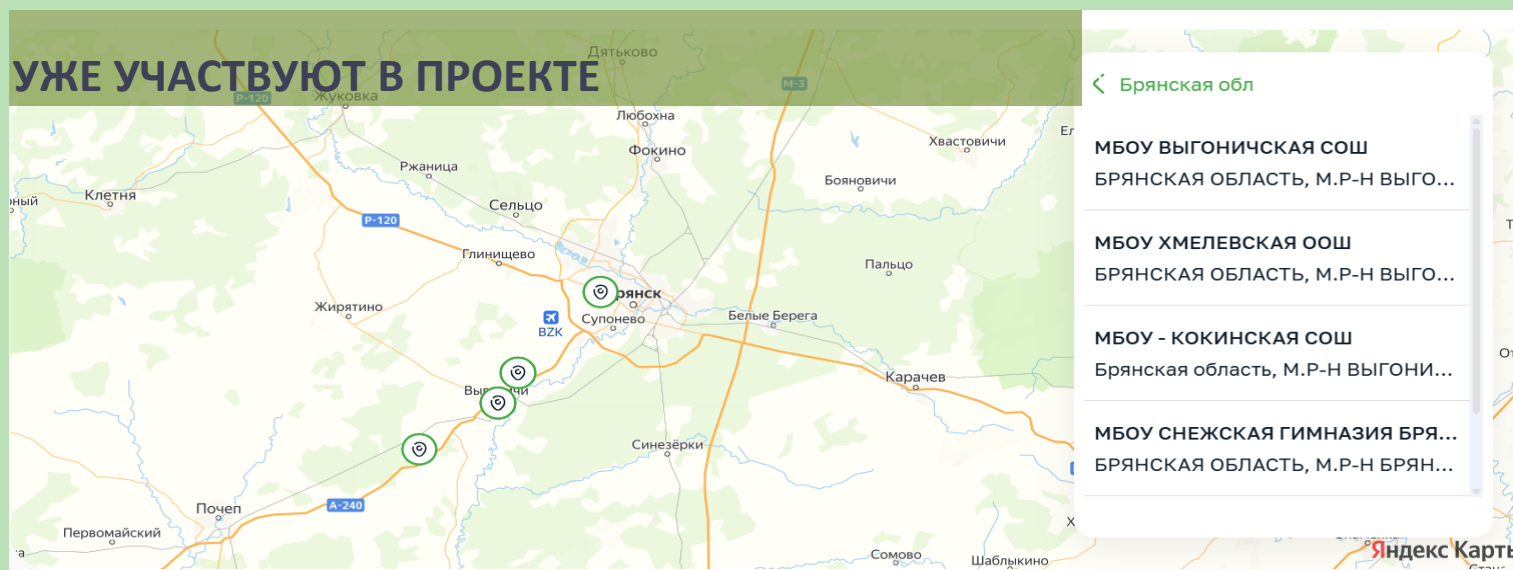 УЖЕ УЧАСТВУЮТ В ПРОЕКТЕ
Дятьково
Р-120
Жуковка
М-3
Любохна
Фокино
Хвастовичи
Ржаница
Бояновичи
Клетня
Сельцо
Р-120
Глинищево
Пальцо
Жирятино
рянск
BZK
Супонево
Белые Берега
Карачев
Синезёрки
Почеп
А-240
Первомайский
Сомово
Шаблыкино
Брянская обл
МБОУ ВЫГОНИЧСКАЯ СОШ
БРЯНСКАЯ ОБЛАСТЬ, М.Р-Н ВЫГО...
МБОУ ХМЕЛЕВСКАЯ ООШ
БРЯНСКАЯ ОБЛАСТЬ, М.Р-Н ВЫГО...
МБОУ - КОКИНСКАЯ СОШ
Брянская область, М.Р-Н ВЫГОНИ...
МБОУ СНЕЖСКАЯ ГИМНАЗИЯ БРЯ...
БРЯНСКАЯ ОБЛАСТЬ, М.Р-Н БРЯН...
Яндекс Карты